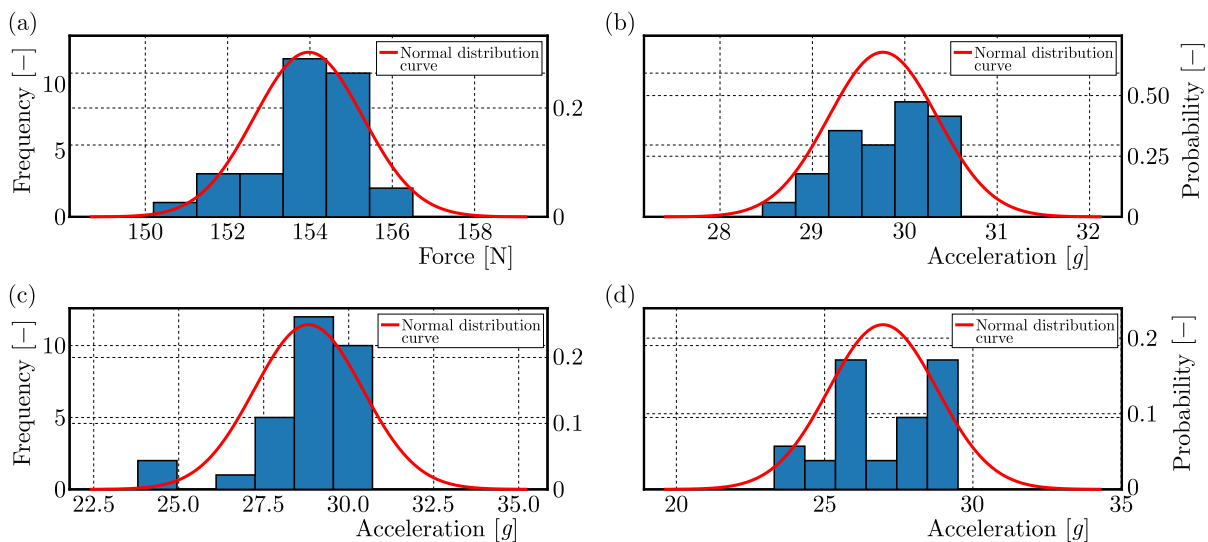 (a)
Frequency [−]
10
5
0
Normal distribution
curve
0.2
0
150 152 154 156 158
Force [N]
(b)
Normal distribution
curve
0.50
0.25
0
Probability [−]
28 29 30 31 32
Acceleration [g]
(c)
Frequency [−]
10
5
0
Normal distribution
curve
0.2
0.1
0
22.5 25.0 27.5 30.0 32.5 35.0
Acceleration [g]
(d)
Normal distribution
curve
0.2
0.1
0
Probability [−]
20 25 30 35
Acceleration [g]